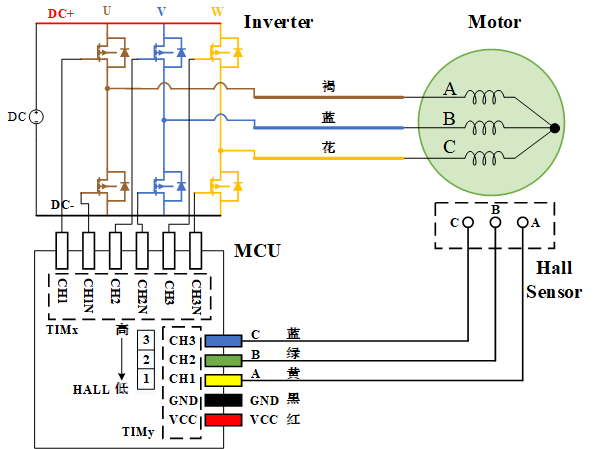 DC+
U
V
W
Inverter
Motor
DC
褐
A
蓝
B
花
C
DC-
MCU
CH1
CH1N
CH2
CH2N
CH3
CH3N
TIMx
C
B
A
Hall
Sensor
高
3
2
1
HALL 低
CH3
C 蓝
CH2
B 绿
CH1
A 黄
GND
GND 黑
VCC
VCC 红
TIMy